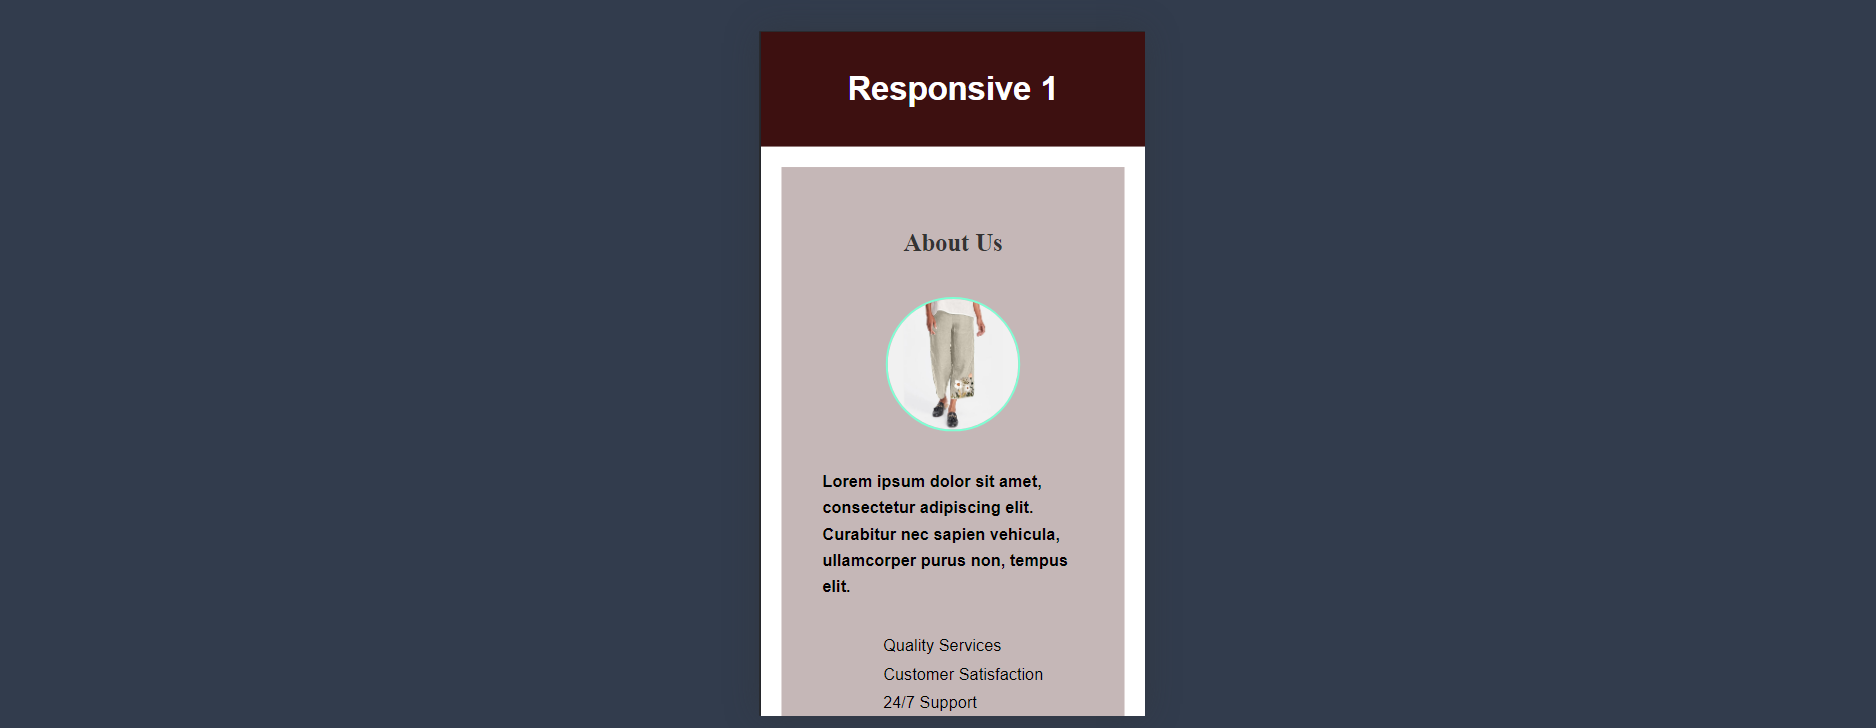 Responsive 1
About Us
Lorem ipsum dolor sit amet,
consectetur adipiscing elit.
Curabitur nec sapien vehicula,
ullamcorper purus non, tempus
elit.
Quality Services
Customer Satisfaction
24/7 Support